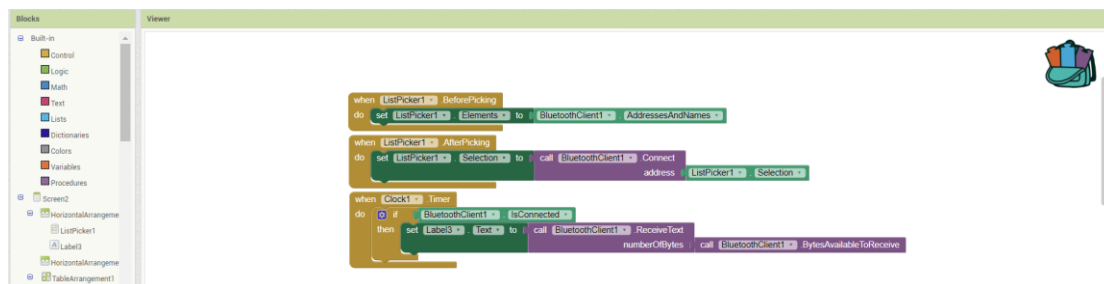 Blocks
Viewer
Built-in
Control
Logic
Math
Text
Lists
Dictionaries
Colors
Variables
Procedures
Screen2
HorizontalArrangeme
ListPicker1
Label3
HorizontalArrangeme
TableArrangement1
when ListPicker1 . BeforePicking
do set ListPicker1 . Elements to BluetoothClient1 . AddressesAndNames
when ListPicker1 . AfterPicking
do set ListPicker1 . Selection to call BluetoothClient1 .Connect
address ListPicker1 . Selection
when Clock1 .Timer
do if BluetoothClient1 . IsConnected
then set Label3 . Text to call BluetoothClient1 .ReceiveText
numberOfBytes call BluetoothClient1 .BytesAvailableToReceive